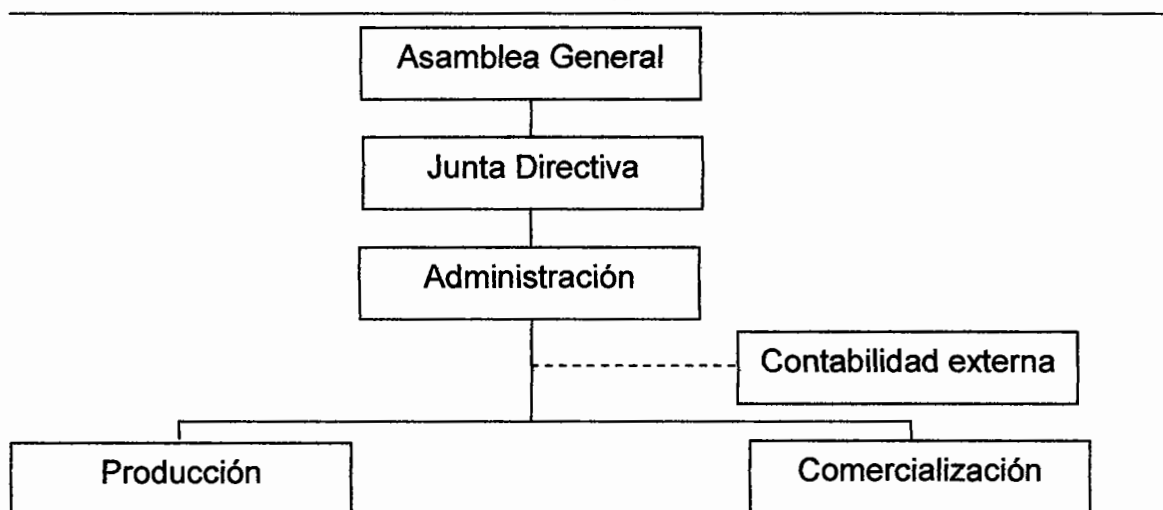 Asamblea General
Junta Directiva
Administración
Contabilidad externa
Producción
Comercialización